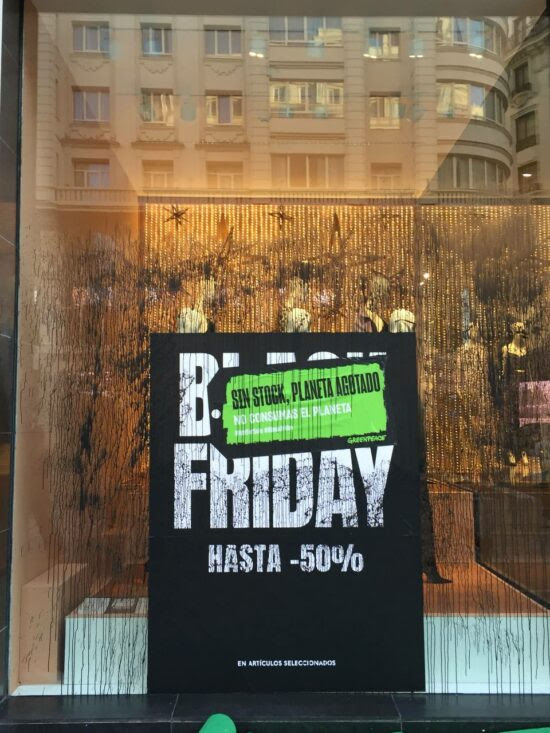 SIN STOCK, PLANETA AGOTADO
NO CONSUMAS EL PLANETA
GREENPEACE
FRIDAY
HASTA -50%
EN ARTÍCULOS SELECCIONADOS